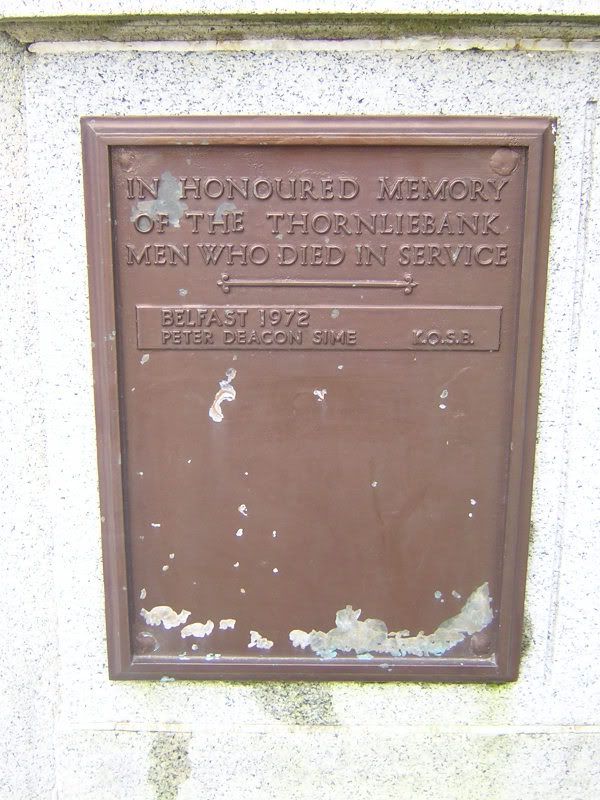 IN HONOURED MEMORY
OF THE THORNLIEBANK
MEN WHO DIED IN SERVICE
BELFAST 1972
PETER DEACON SIME K.O.S.B.